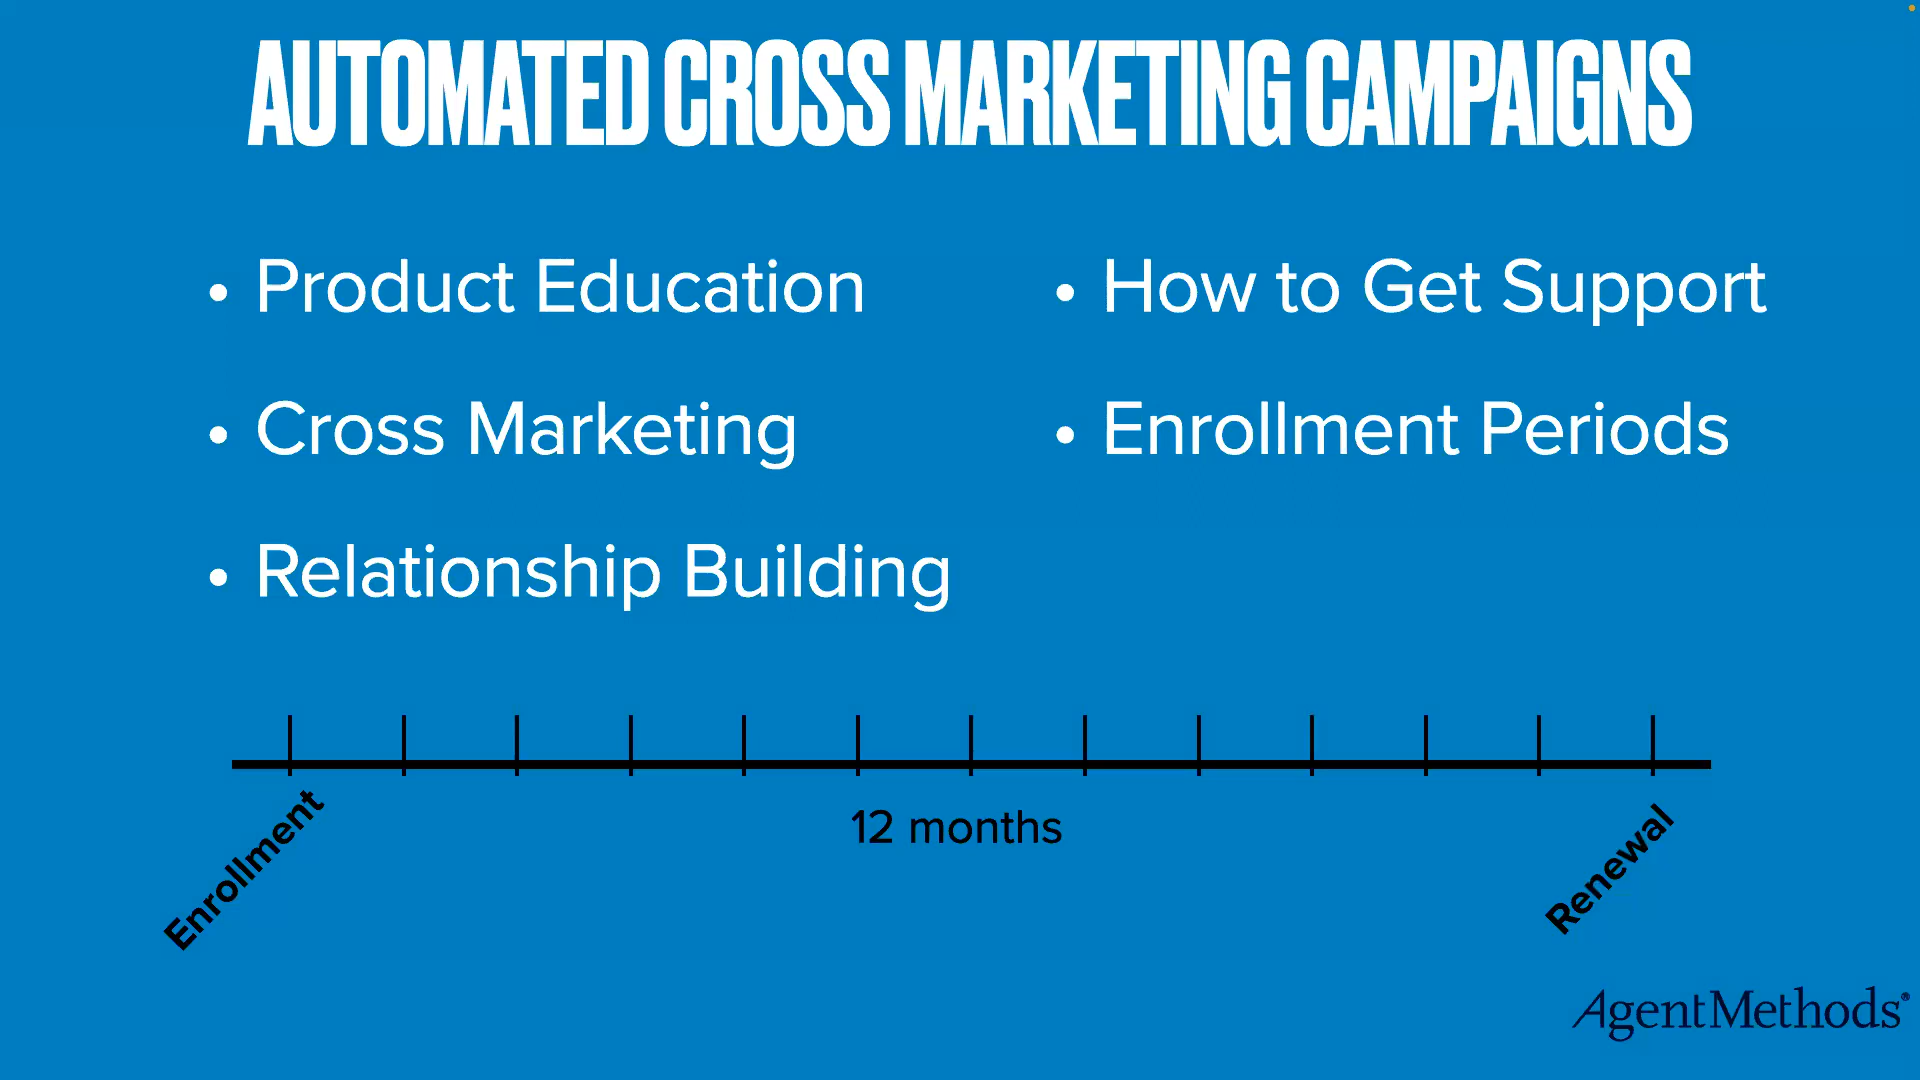 AUTOMATED CROSS MARKETING CAMPAIGNS
• Product Education
• Cross Marketing
• Relationship Building
• How to Get Support
• Enrollment Periods
Enrollment
12 months
Renewal
AgentMethods®